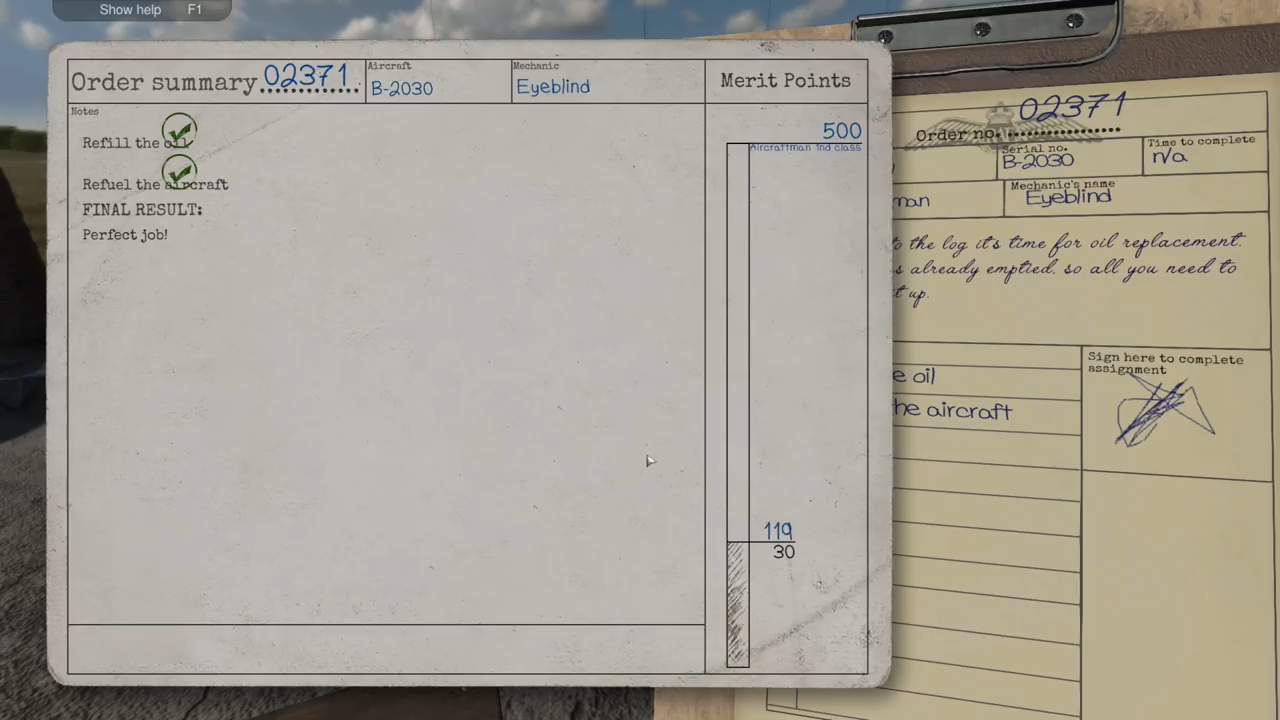 Show help F1
Order summary 02371
Aircraft
B-2030
Mechanic
Eyeblind
Merit Points
Notes
Refill the oil
Refuel the aircraft
FINAL RESULT:
Perfect job!
500
Aircraftman 1nd class
119
30
Order no. 02371
Serial no.
B-2030
Time to complete
n/a
man
Mechanic's name
Eyeblind
to the log it's time for oil replacement.
s already emptied, so all you need to
t up.
e oil
he aircraft
Sign here to complete
assignment